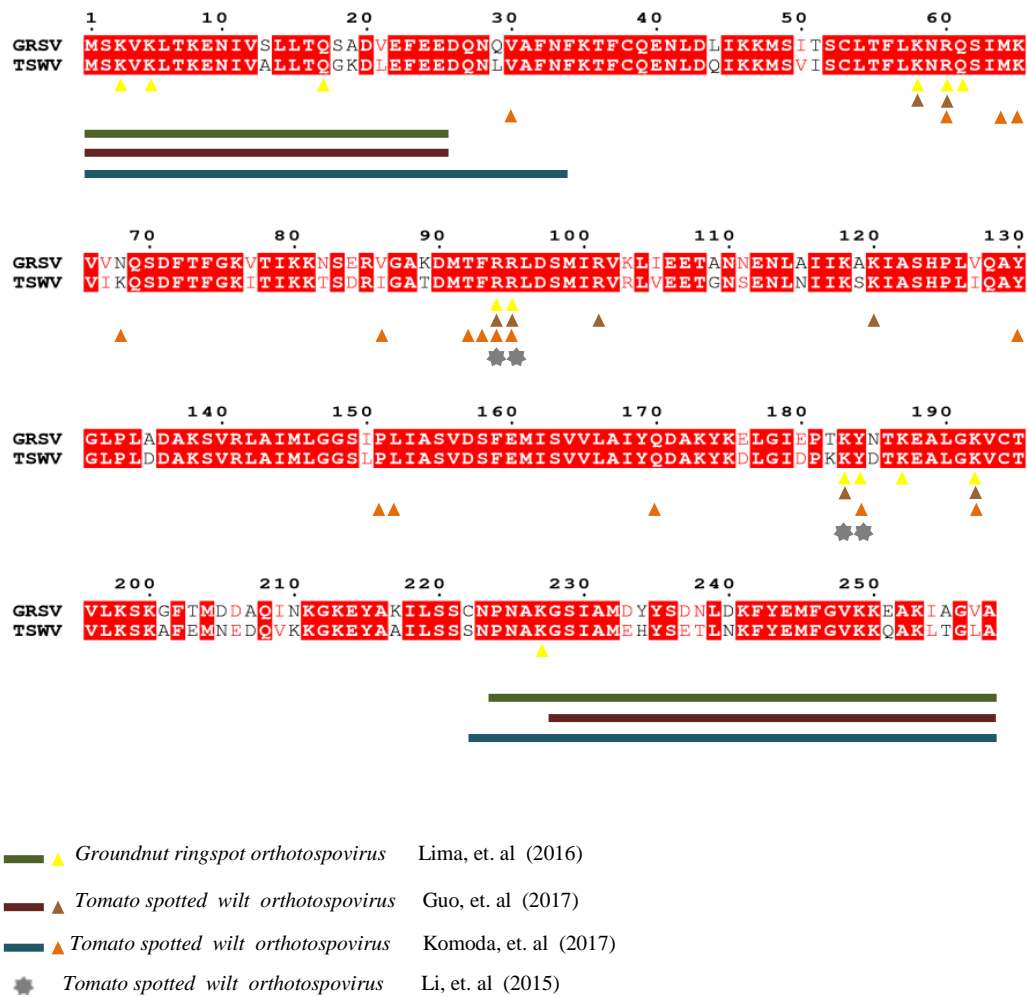 1 10 20 30 40 50 60
GRSV MSKVKLTKENIVSLLTQSADVEFEEDQNQVAFNFKTFCQENLDLIKKMSITSCLTFLKNRQSIMK
TSWV MSKVKLTKENIVALLTQGKDLEFEEDQNLVAFNFKTFCQENLDQIKKMSVISCLTFLKNRQSIMK
70 80 90 100 110 120 130
GRSV VVNQSDFTFGKVTIKKNSERVGAKDMTFRRLDSMIRVKLIEETANNENLAIIKAKIASHPLVQAY
TSWV VIKQSDFTFGKITIKKTSDRIGATDMTFRRLDSMIRVRLVEETGNSENLNIIKSKIASHPLIQAY
140 150 160 170 180 190
GRSV GLPLADAKSVRLAIMLGGSIPLIASVDSFEMISVVLAIYQDAKYKELGIEPTKYNTKEALGKVCT
TSWV GLPLDDAKSVRLAIMLGGSLPLIASVDSFEMISVVLAIYQDAKYKDLGIDPKKYDTKEALGKVCT
200 210 220 230 240 250
GRSV VLKSKGFTMDDAQINKGKEYAKILSSCNPNAKGSIAMDYYSDNLDKFYEMFGVKKEAKIAGVA
TSWV VLKSKAFEMNEDQVKKGKEYAAILSSSNPNAKGSIAMEHYSETLNKFYEMFGVKKQAKLTGLA
Groundnut ringspot orthotospovirus Lima, et. al (2016)
Tomato spotted wilt orthotospovirus Guo, et. al (2017)
Tomato spotted wilt orthotospovirus Komoda, et. al (2017)
Tomato spotted wilt orthotospovirus Li, et. al (2015)